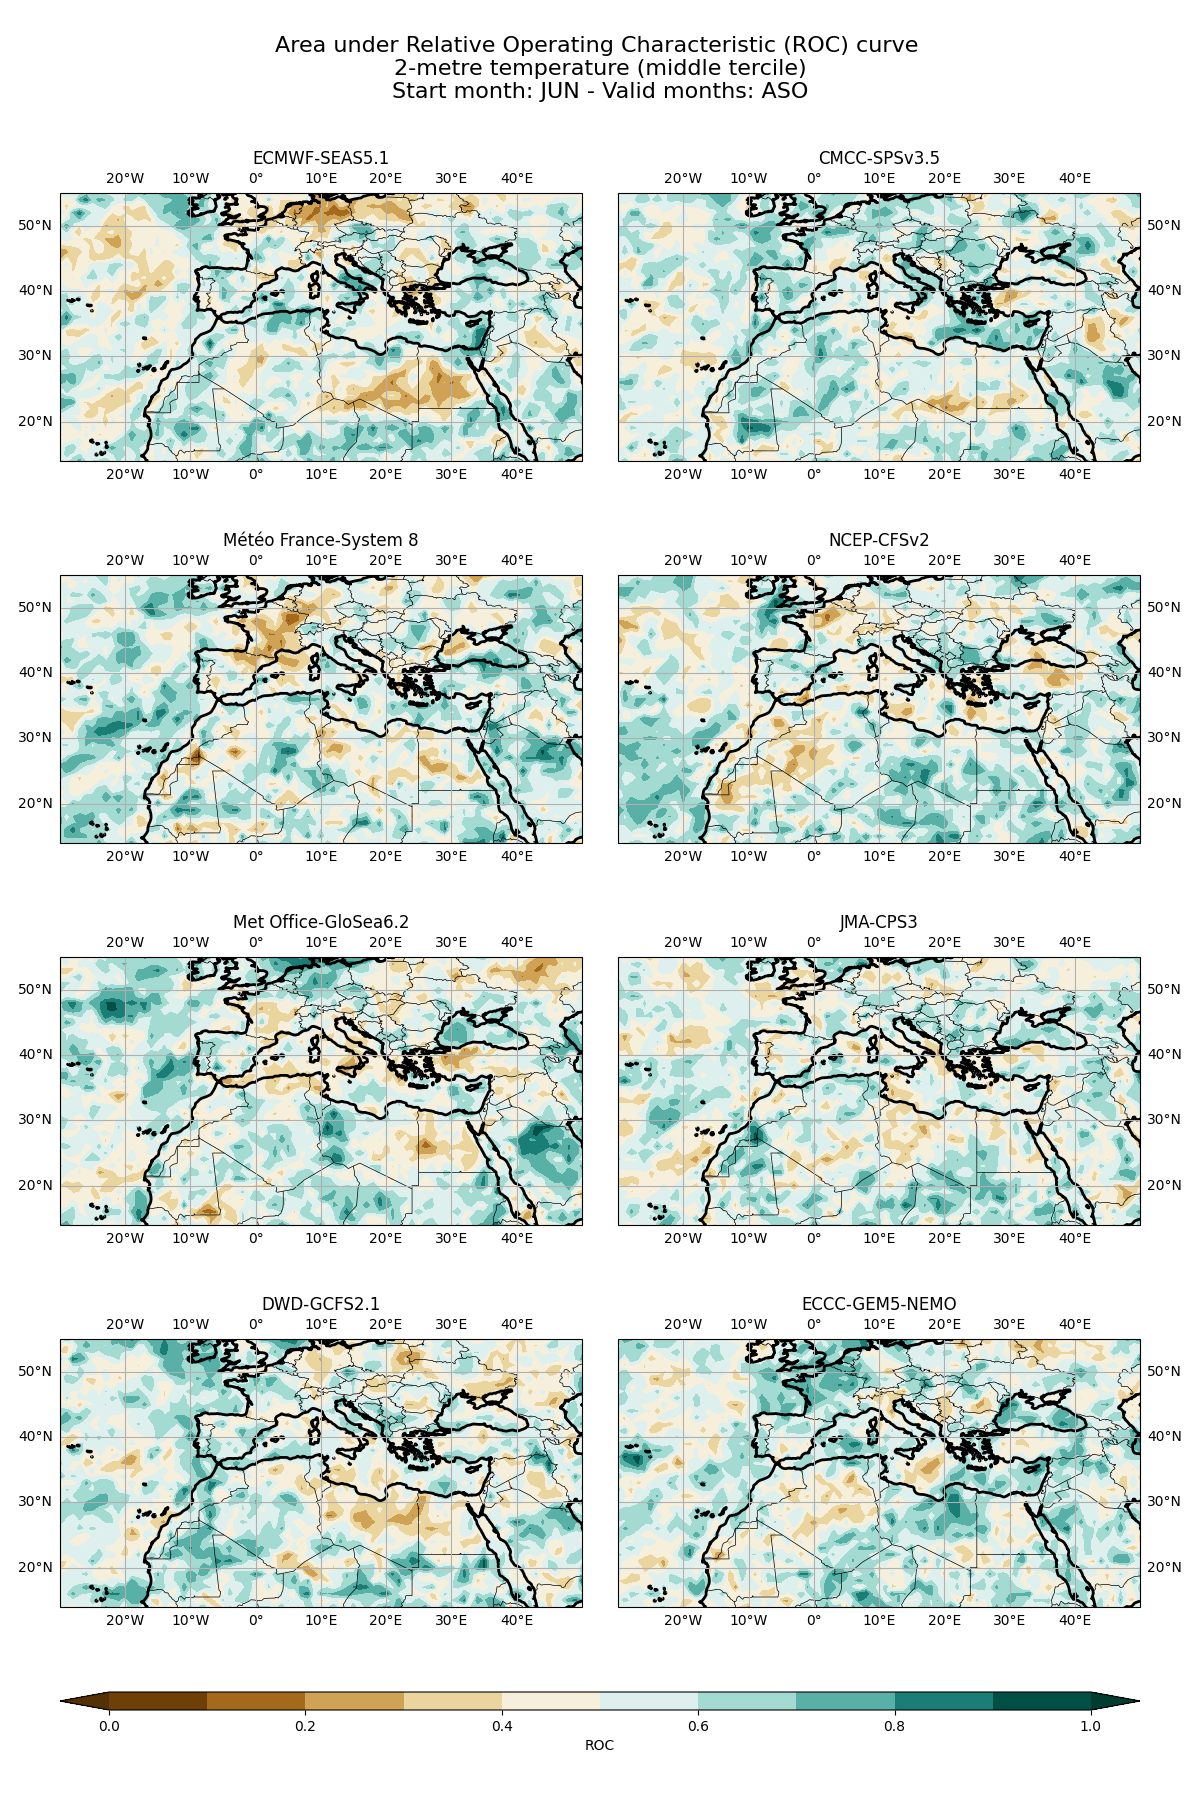 Area under Relative Operating Characteristic (ROC) curve
2-metre temperature (middle tercile)
Start month: JUN - Valid months: ASO
ECMWF-SEAS5.1
20°W 10°W 0° 10°E 20°E 30°E 40°E
50°N
40°N
30°N
20°N
20°W 10°W 0° 10°E 20°E 30°E 40°E
CMCC-SPSv3.5
20°W 10°W 0° 10°E 20°E 30°E 40°E
50°N
40°N
30°N
20°N
20°W 10°W 0° 10°E 20°E 30°E 40°E
Météo France-System 8
20°W 10°W 0° 10°E 20°E 30°E 40°E
50°N
40°N
30°N
20°N
20°W 10°W 0° 10°E 20°E 30°E 40°E
NCEP-CFSv2
20°W 10°W 0° 10°E 20°E 30°E 40°E
50°N
40°N
30°N
20°N
20°W 10°W 0° 10°E 20°E 30°E 40°E
Met Office-GloSea6.2
20°W 10°W 0° 10°E 20°E 30°E 40°E
50°N
40°N
30°N
20°N
20°W 10°W 0° 10°E 20°E 30°E 40°E
JMA-CPS3
20°W 10°W 0° 10°E 20°E 30°E 40°E
50°N
40°N
30°N
20°N
20°W 10°W 0° 10°E 20°E 30°E 40°E
DWD-GCFS2.1
20°W 10°W 0° 10°E 20°E 30°E 40°E
50°N
40°N
30°N
20°N
20°W 10°W 0° 10°E 20°E 30°E 40°E
ECCC-GEM5-NEMO
20°W 10°W 0° 10°E 20°E 30°E 40°E
50°N
40°N
30°N
20°N
20°W 10°W 0° 10°E 20°E 30°E 40°E
0.0 0.2 0.4 0.6 0.8 1.0
ROC